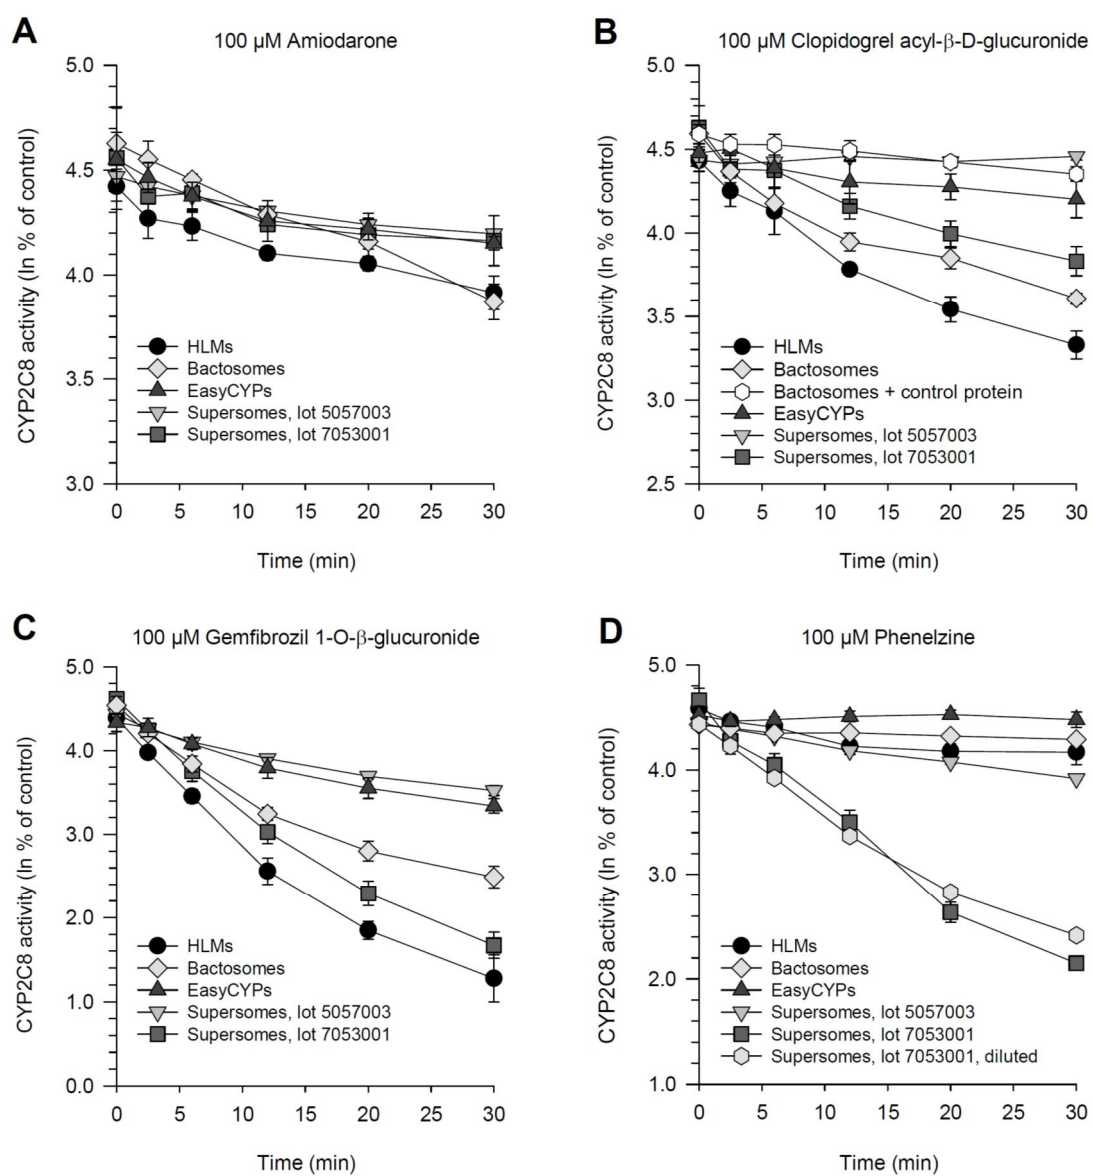 A
100 µM Amiodarone
CYP2C8 activity (ln % of control)
5.0
4.5
4.0
3.5
3.0
HLMs
Bactosomes
EasyCYPs
Supersomes, lot 5057003
Supersomes, lot 7053001
0 5 10 15 20 25 30
Time (min)
B
100 µM Clopidogrel acyl-β-D-glucuronide
CYP2C8 activity (ln % of control)
5.0
4.5
4.0
3.5
3.0
2.5
HLMs
Bactosomes
Bactosomes + control protein
EasyCYPs
Supersomes, lot 5057003
Supersomes, lot 7053001
0 5 10 15 20 25 30
Time (min)
C
100 µM Gemfibrozil 1-O-β-glucuronide
CYP2C8 activity (ln % of control)
5.0
4.0
3.0
2.0
1.0
0.0
HLMs
Bactosomes
EasyCYPs
Supersomes, lot 5057003
Supersomes, lot 7053001
0 5 10 15 20 25 30
Time (min)
D
100 µM Phenelzine
CYP2C8 activity (ln % of control)
5.0
4.0
3.0
2.0
1.0
HLMs
Bactosomes
EasyCYPs
Supersomes, lot 5057003
Supersomes, lot 7053001
Supersomes, lot 7053001, diluted
0 5 10 15 20 25 30
Time (min)